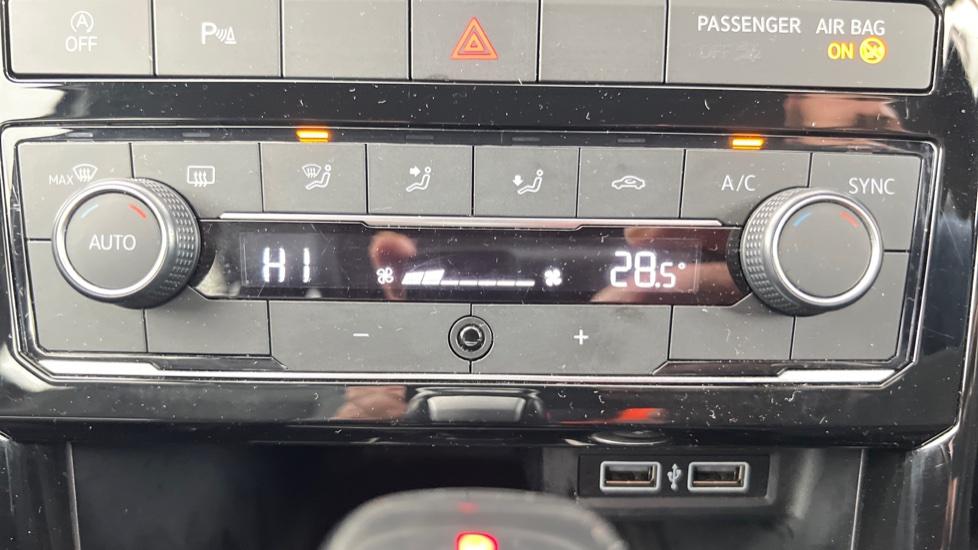 A OFF
P
PASSENGER AIR BAG
OFF
ON
MAX
A/C
SYNC
AUTO
HI
28.5°
- +